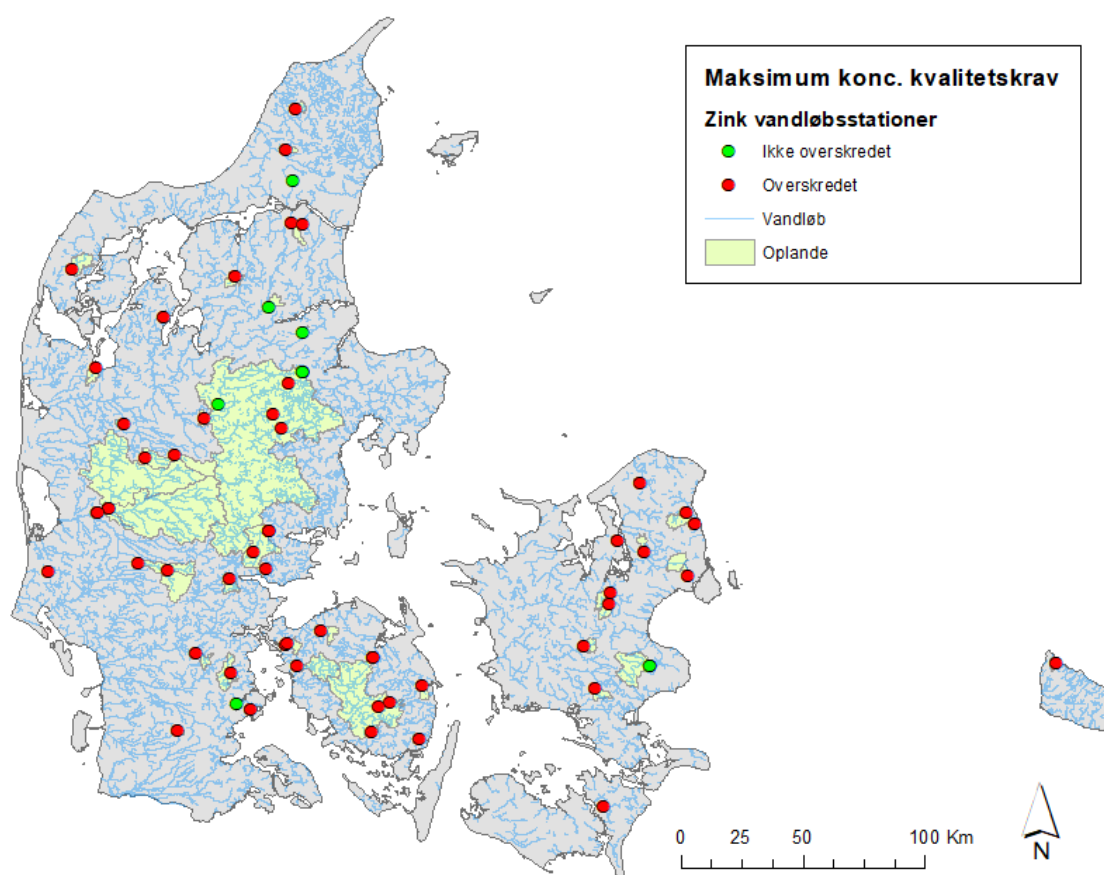 Maksimum konc. kvalitetskrav
Zink vandløbsstationer
Ikke overskredet
Overskredet
Vandløb
Oplande
0 25 50 100 Km
N